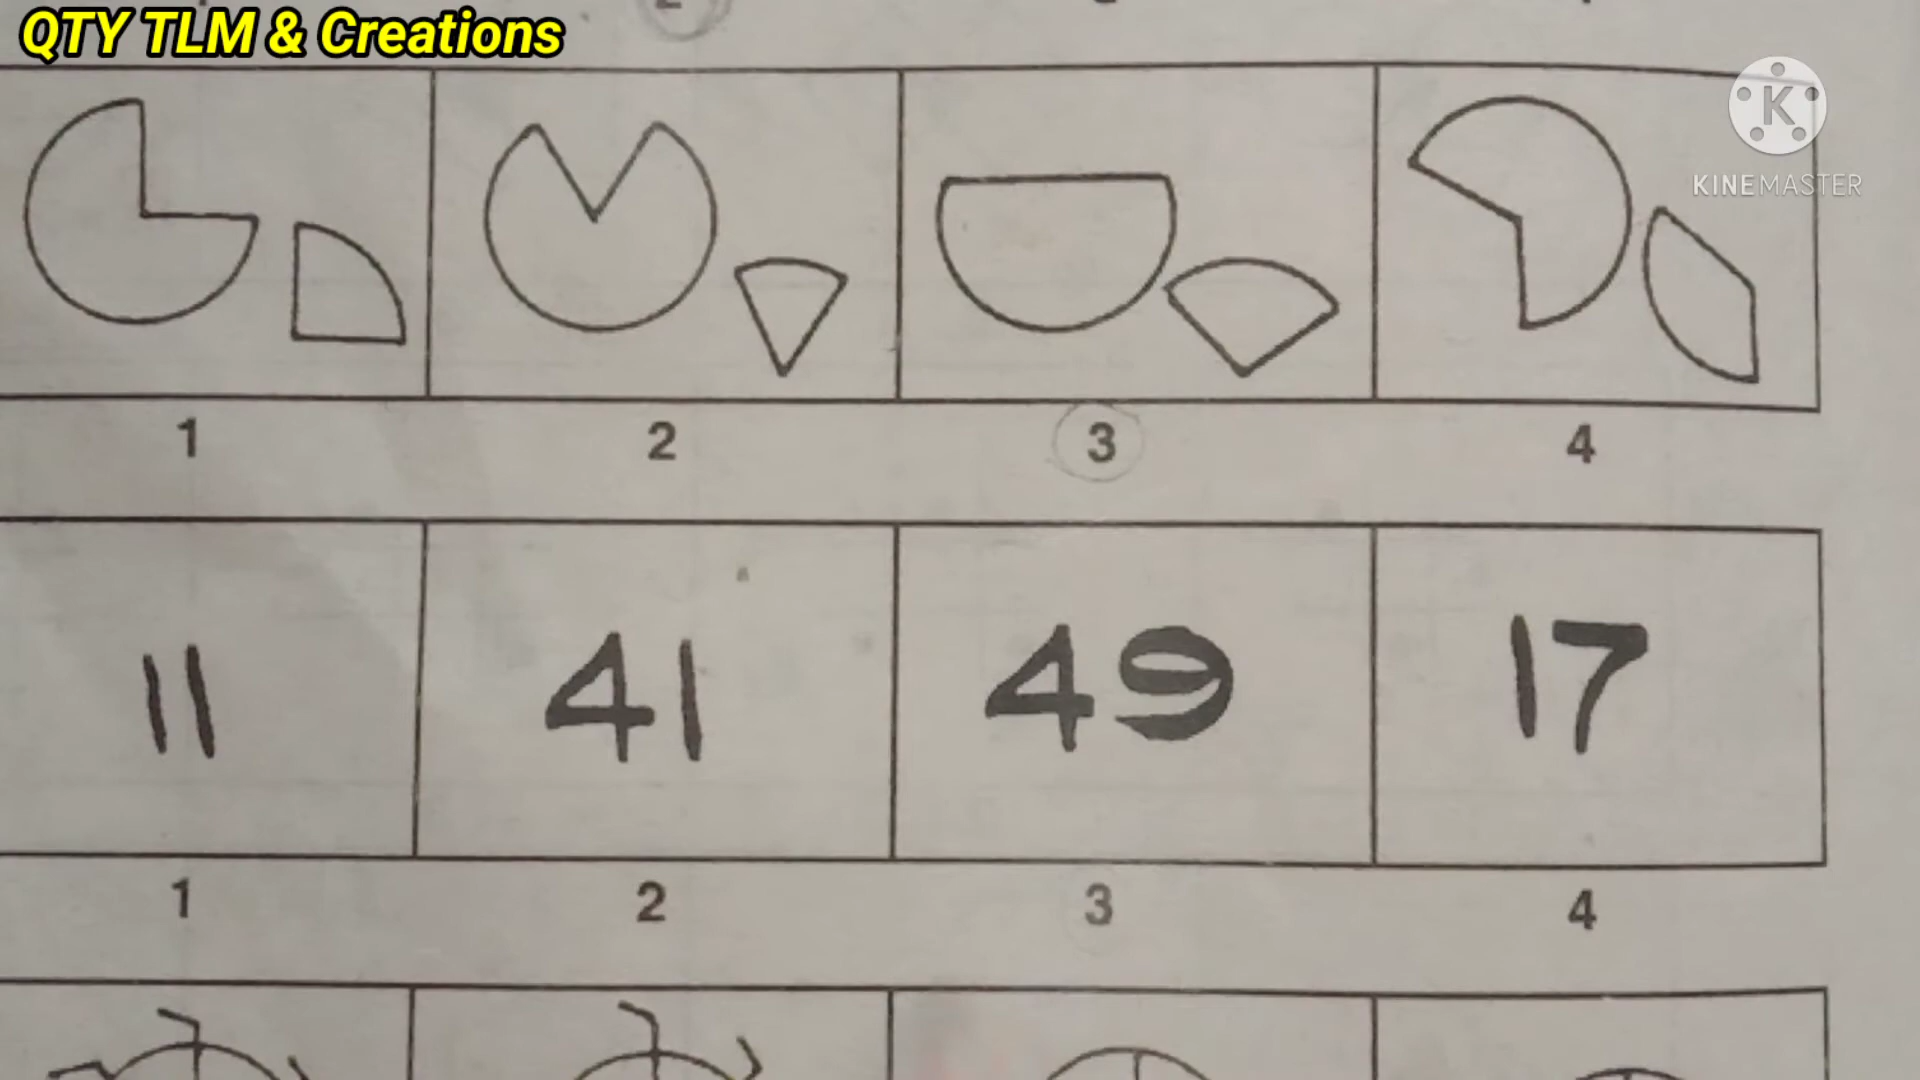 QTY TLM & Creations
K
KINEMASTER
1 2 3 4
11 41 49 17
1 2 3 4